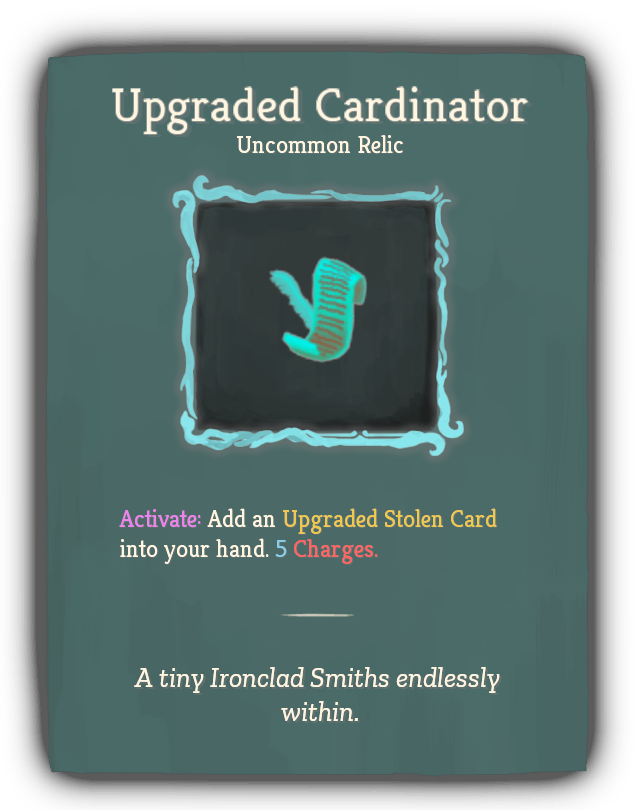 Upgraded Cardinator
Uncommon Relic
Activate: Add an Upgraded Stolen Card
into your hand. 5 Charges.
A tiny Ironclad Smiths endlessly
within.